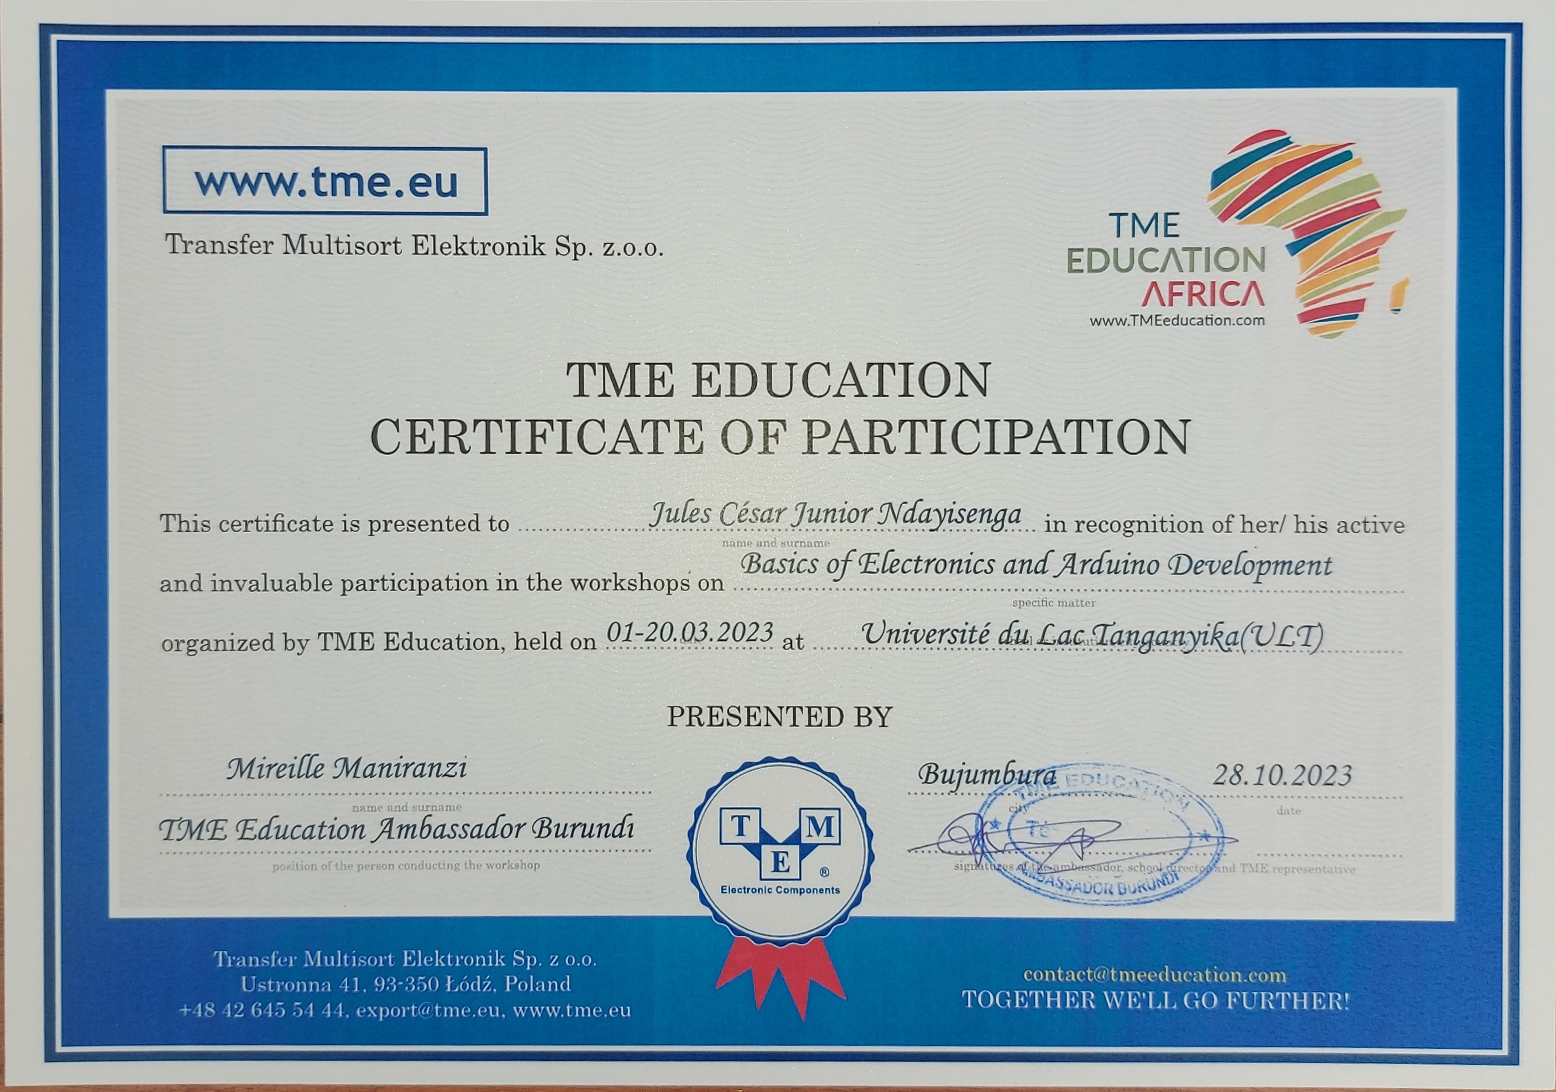 www.tme.eu
Transfer Multisort Elektronik Sp. z.o.o.
TME
EDUCATION
AFRICA
www.TMEeducation.com
TME EDUCATION
CERTIFICATE OF PARTICIPATION
This certificate is presented to Jules César Junior Ndayisenga in recognition of her/ his active
name and surname
and invaluable participation in the workshops on Basics of Electronics and Arduino Development
specific matter
organized by TME Education, held on 01-20.03.2023 at Université du Lac Tanganyika(ULT)
PRESENTED BY
Mireille Maniranzi
name and surname
TME Education Ambassador Burundi
position of the person conducting the workshop
T M
E ®
Electronic Components
Bujumbura 28.10.2023
city date
TME EDUCATION
AMBASSADOR BURUNDI
signatures of the ambassador, school director and TME representative
Transfer Multisort Elektronik Sp. z o.o.
Ustronna 41, 93-350 Łódź, Poland
+48 42 645 54 44, export@tme.eu, www.tme.eu
contact@tmeeducation.com
TOGETHER WE'LL GO FURTHER!